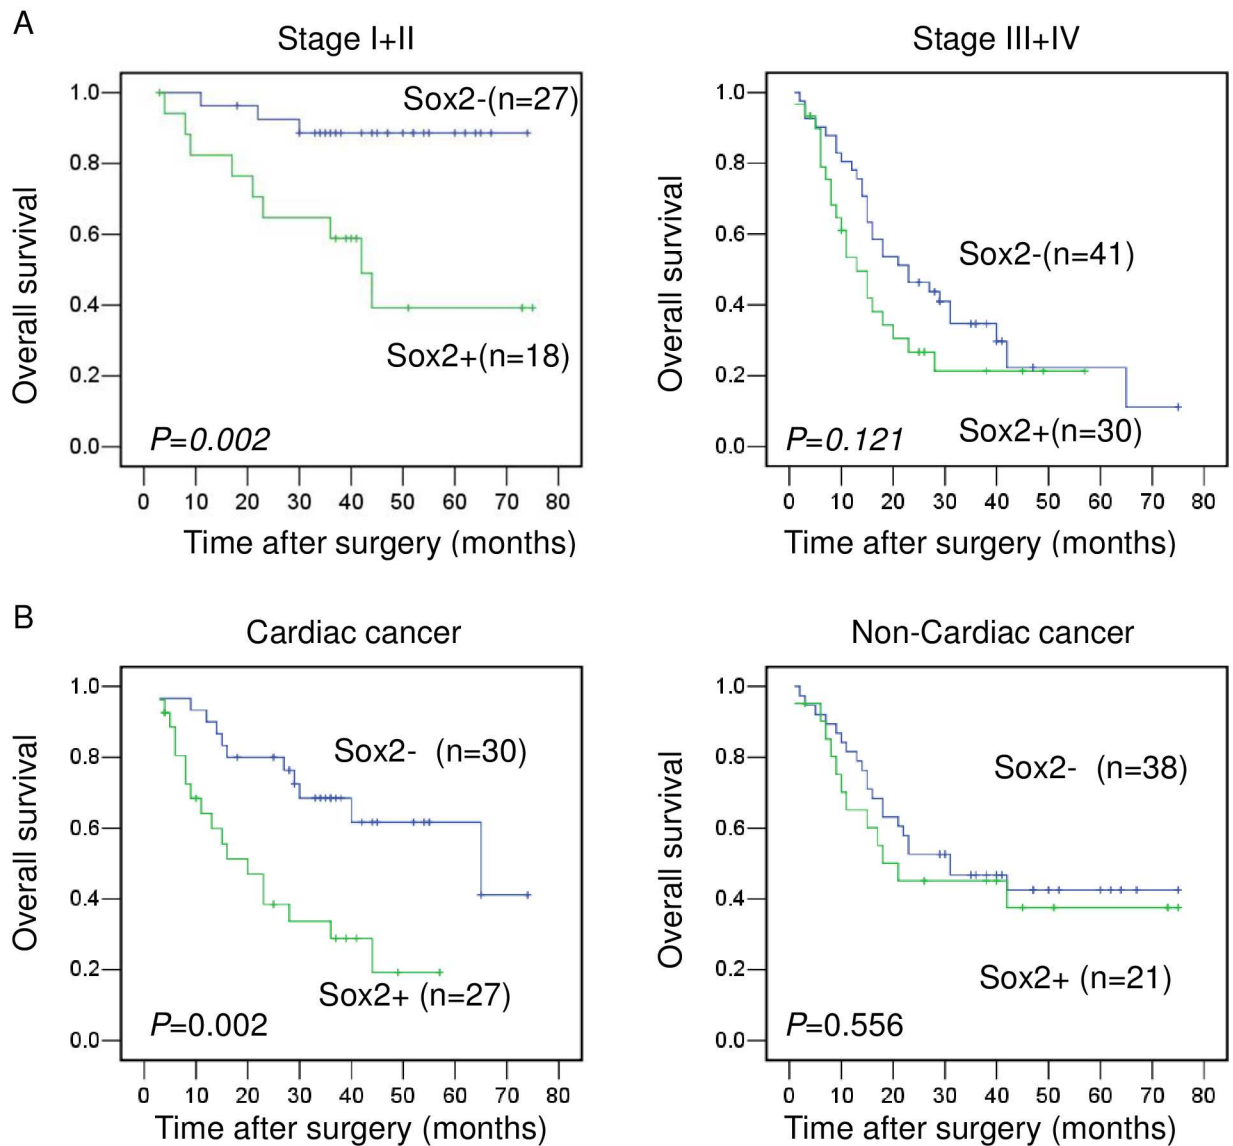 A
Stage I+II
Stage III+IV
Overall survival
1.0
0.8
0.6
0.4
0.2
0.0
Sox2-(n=27)
Sox2+(n=18)
P=0.002
0 10 20 30 40 50 60 70 80
Time after surgery (months)
Overall survival
1.0
0.8
0.6
0.4
0.2
0.0
Sox2-(n=41)
Sox2+(n=30)
P=0.121
0 10 20 30 40 50 60 70 80
Time after surgery (months)
B
Cardiac cancer
Non-Cardiac cancer
Overall survival
1.0
0.8
0.6
0.4
0.2
0.0
Sox2- (n=30)
Sox2+ (n=27)
P=0.002
0 10 20 30 40 50 60 70 80
Time after surgery (months)
Overall survival
1.0
0.8
0.6
0.4
0.2
0.0
Sox2- (n=38)
Sox2+ (n=21)
P=0.556
0 10 20 30 40 50 60 70 80
Time after surgery (months)